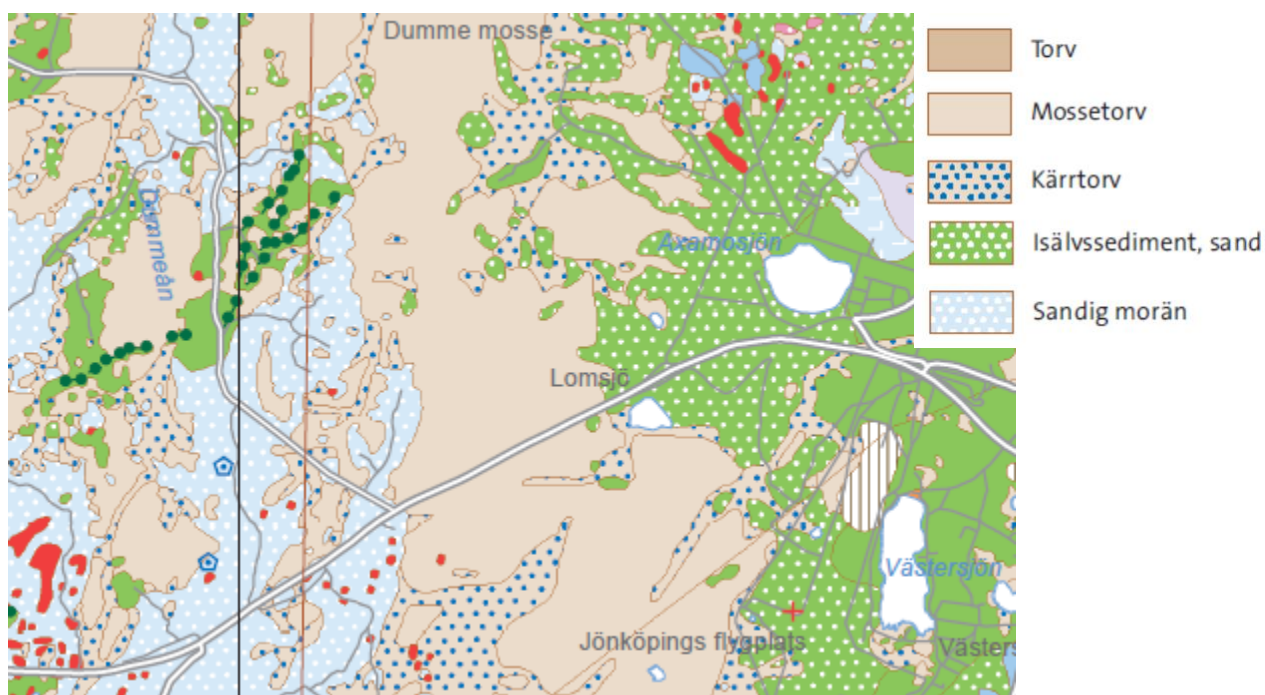 Dumme mosse
Dummeån
Axamosjön
Lomsjö
Västersjön
Jönköpings flygplats
Västers
Torv
Mossetorv
Kärrtorv
Isälvssediment, sand
Sandig morän